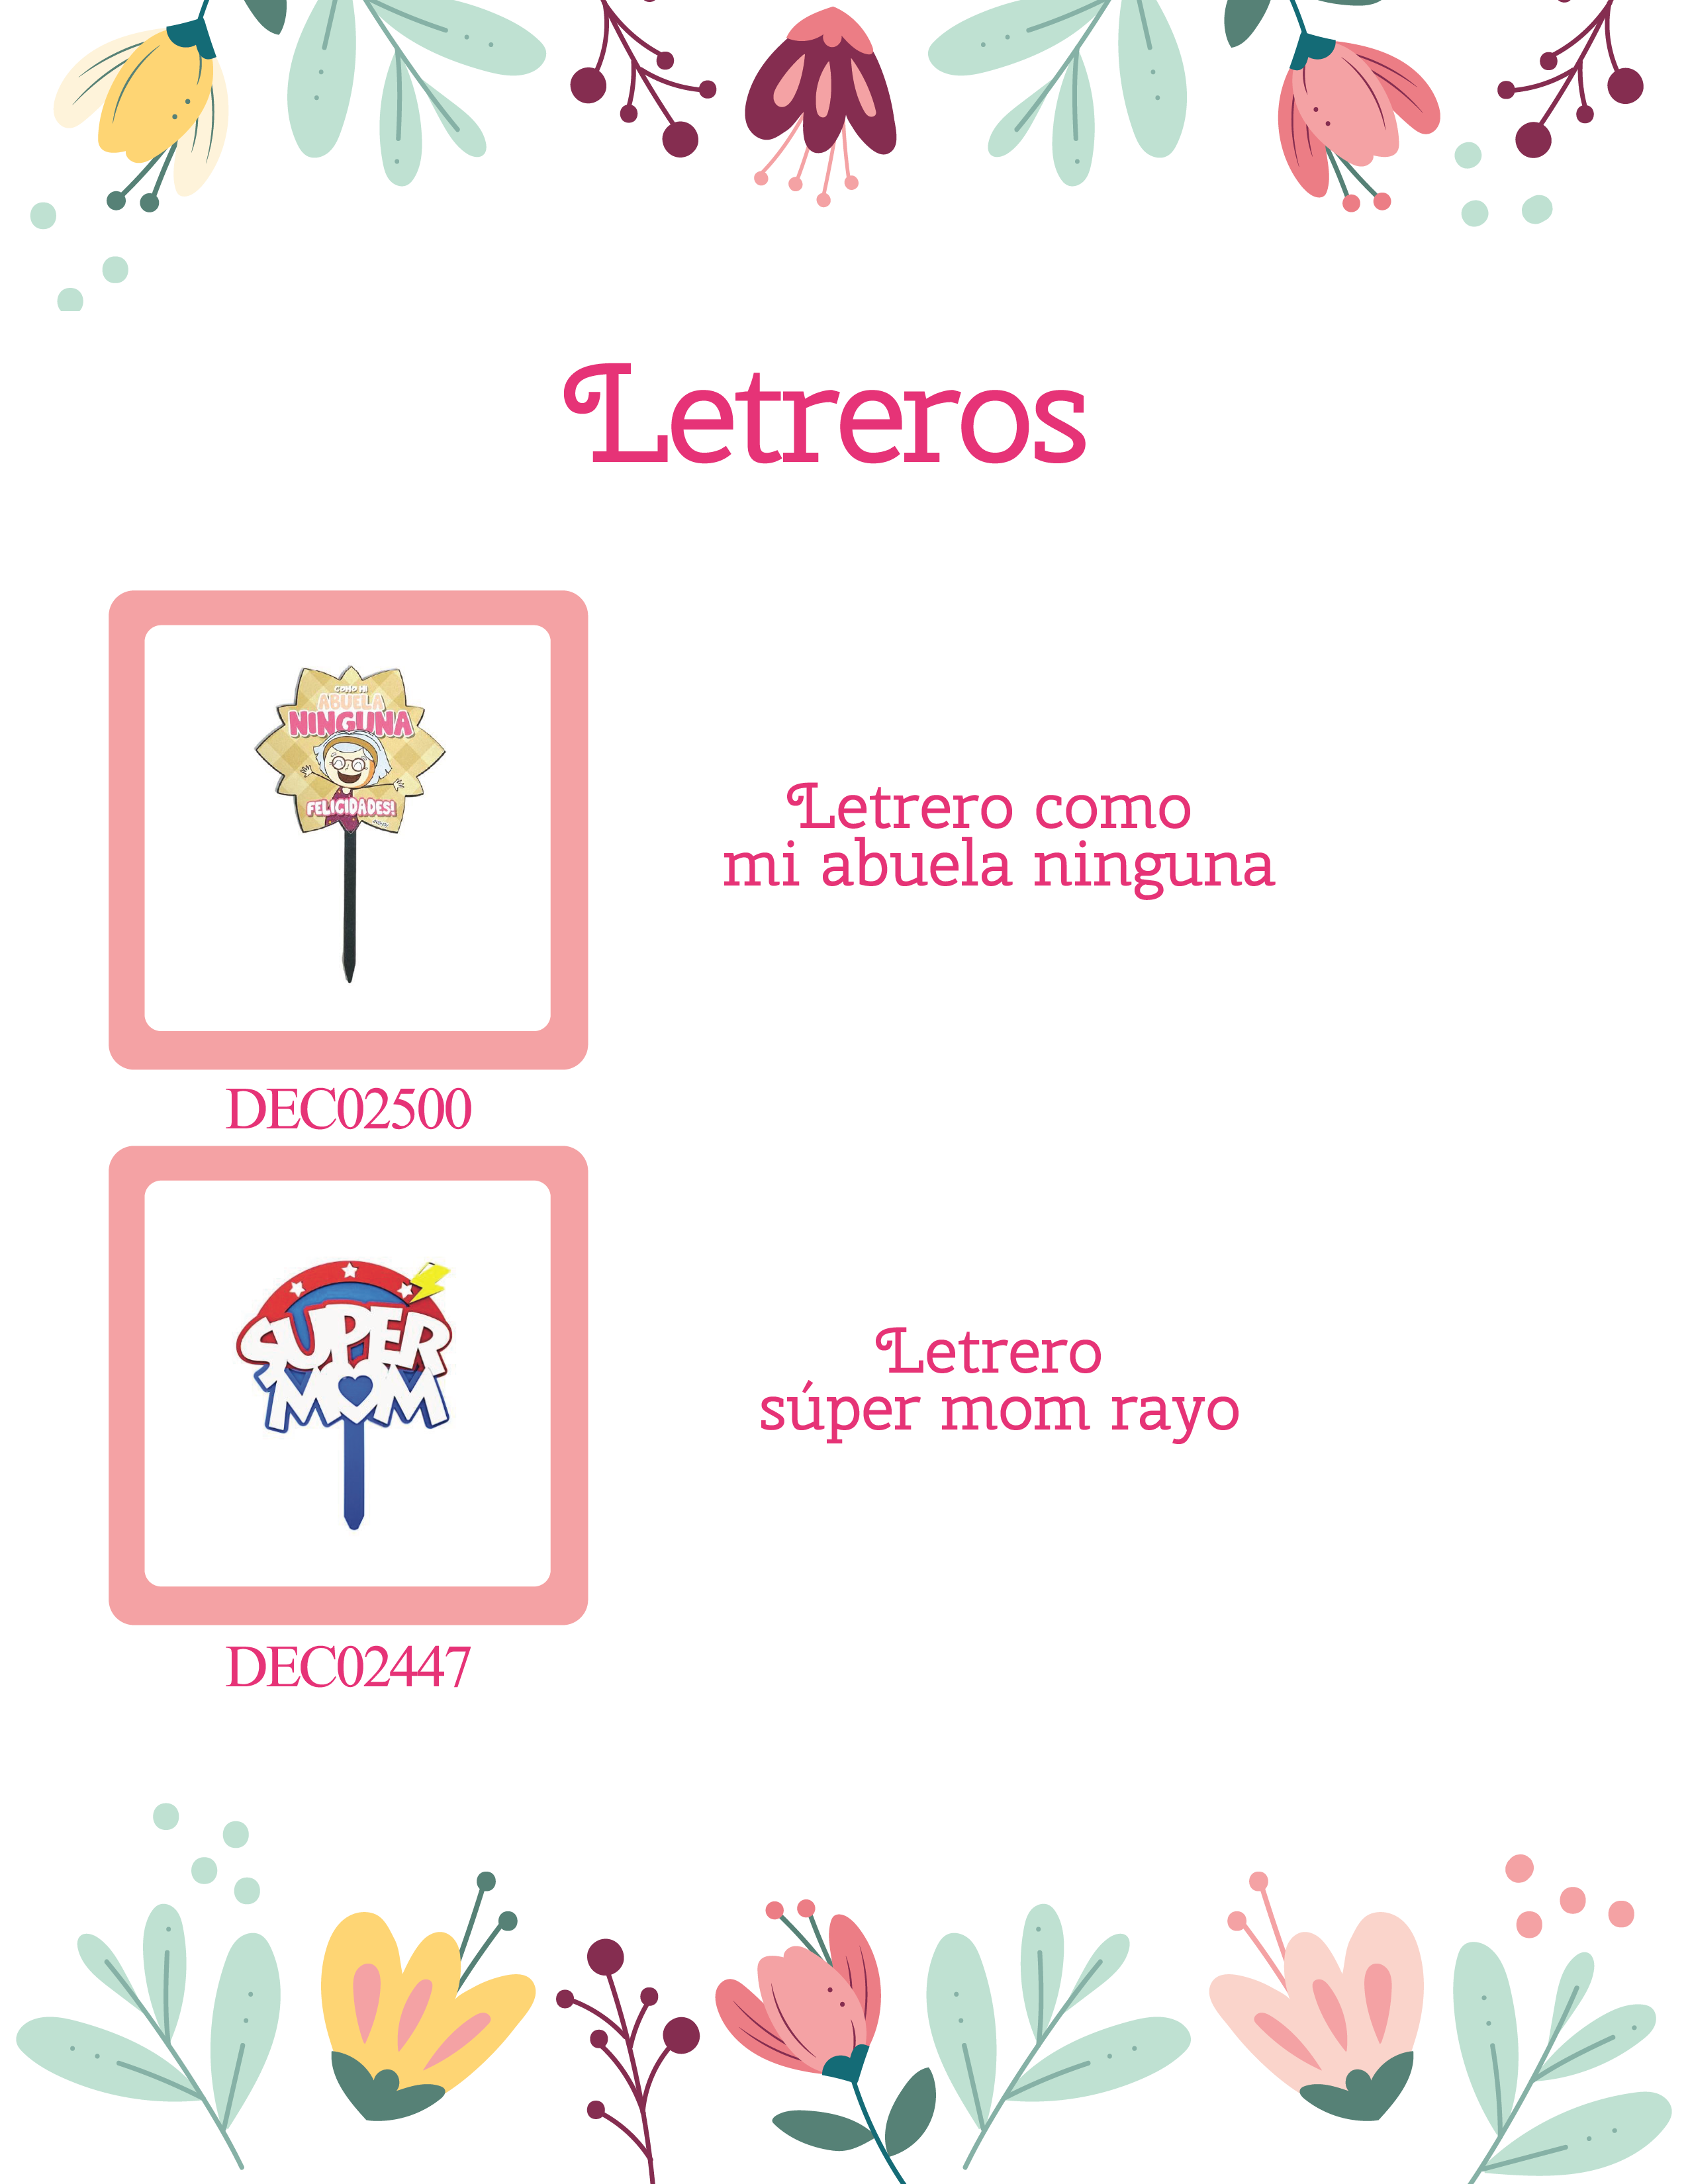 Letreros
COMO MI
ABUELA
NINGUNA
FELICIDADES!
Letrero como
mi abuela ninguna
DEC02500
SUPER
MOM
Letrero
súper mom rayo
DEC02447